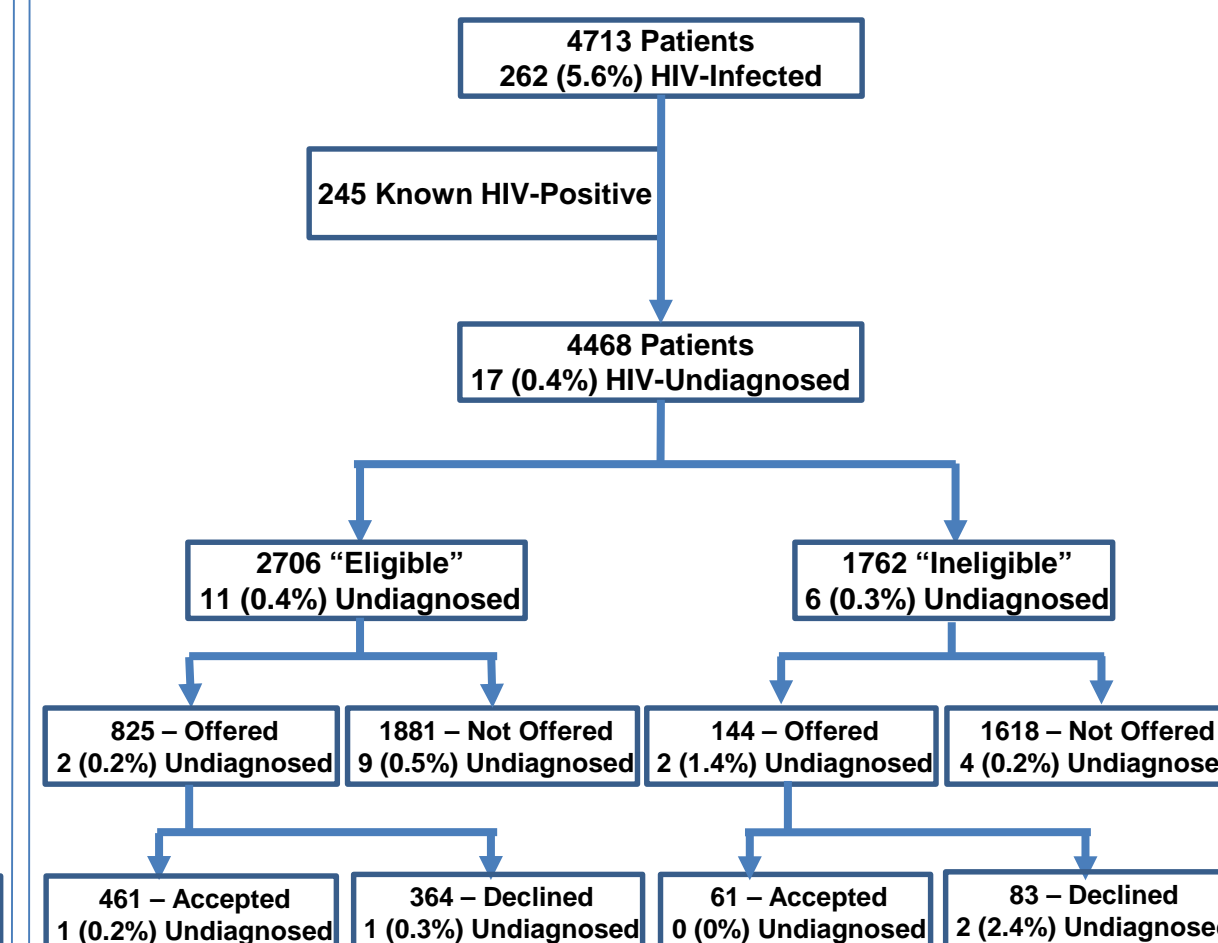 4713 Patients
262 (5.6%) HIV-Infected
245 Known HIV-Positive
4468 Patients
17 (0.4%) HIV-Undiagnosed
2706 “Eligible”
11 (0.4%) Undiagnosed
1762 “Ineligible”
6 (0.3%) Undiagnosed
825 – Offered
2 (0.2%) Undiagnosed
1881 – Not Offered
9 (0.5%) Undiagnosed
144 – Offered
2 (1.4%) Undiagnosed
1618 – Not Offered
4 (0.2%) Undiagnose
461 – Accepted
1 (0.2%) Undiagnosed
364 – Declined
1 (0.3%) Undiagnosed
61 – Accepted
0 (0%) Undiagnosed
83 – Declined
2 (2.4%) Undiagnosed